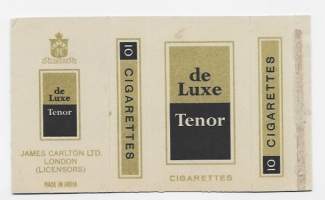 de
Luxe
Tenor
JAMES CARLTON LTD.
LONDON
(LICENSORS)
MADE IN INDIA
10 CIGARETTES
de
Luxe
Tenor
CIGARETTES
10 CIGARETTES